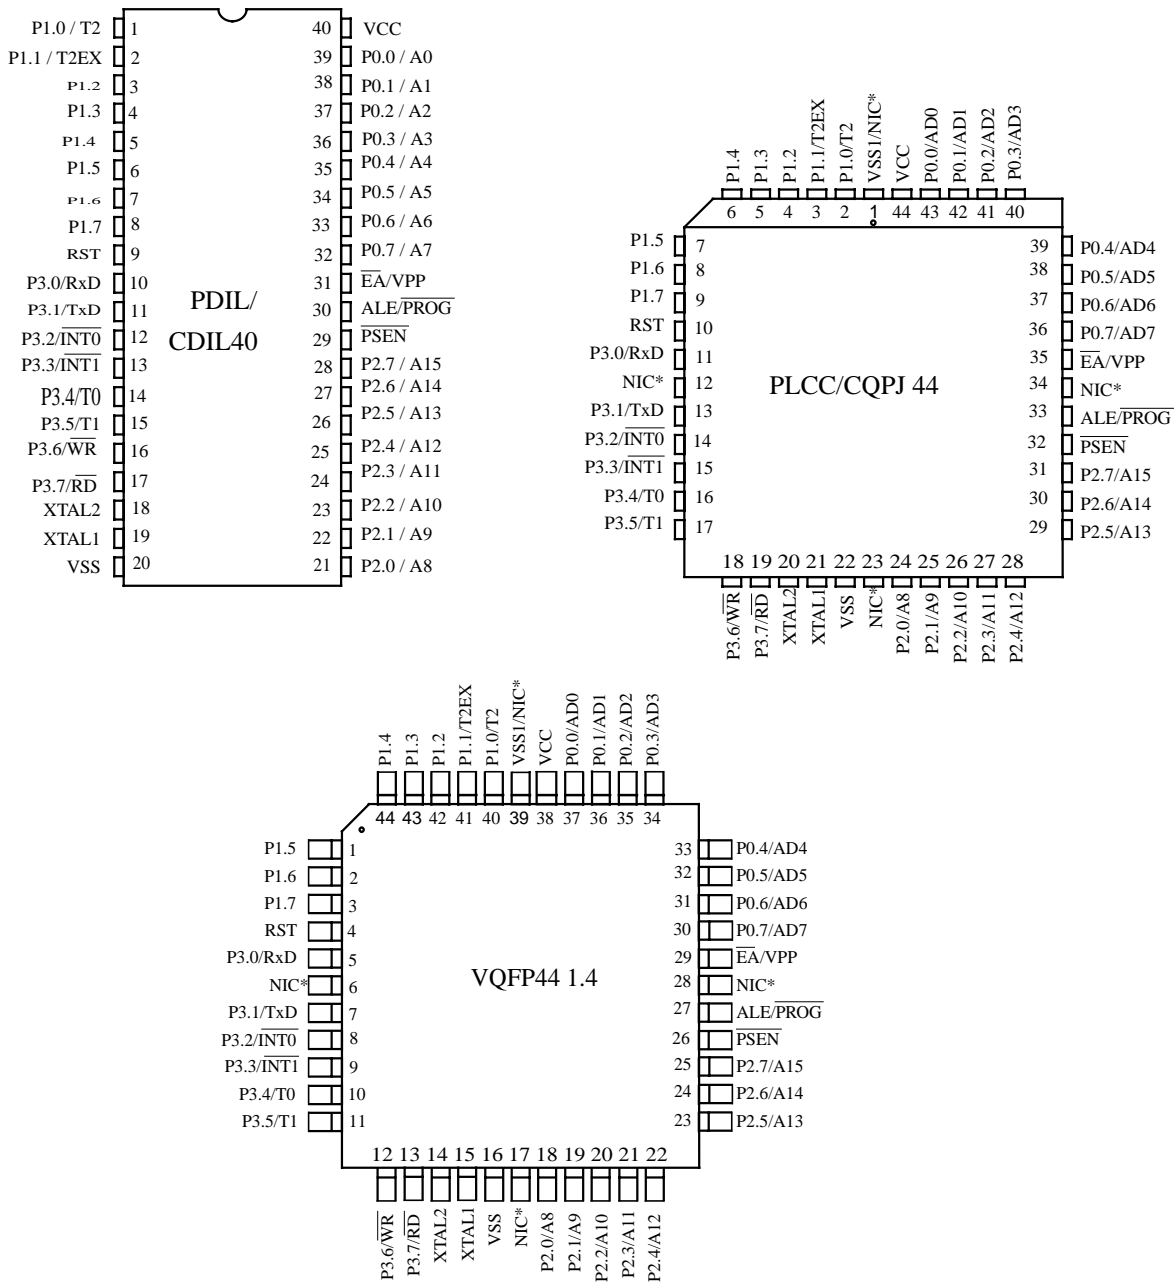 P1.0 / T2 1 40 VCC
P1.1 / T2EX 2 39 P0.0 / A0
P1.2 3 38 P0.1 / A1
P1.3 4 37 P0.2 / A2
P1.4 5 36 P0.3 / A3
P1.5 6 35 P0.4 / A4
P1.6 7 34 P0.5 / A5
P1.7 8 33 P0.6 / A6
RST 9 32 P0.7 / A7
P3.0/RxD 10 31 EA/VPP
P3.1/TxD 11 30 ALE/PROG
P3.2/INT0 12 29 PSEN
P3.3/INT1 13 28 P2.7 / A15
P3.4/T0 14 27 P2.6 / A14
P3.5/T1 15 26 P2.5 / A13
P3.6/WR 16 25 P2.4 / A12
P3.7/RD 17 24 P2.3 / A11
XTAL2 18 23 P2.2 / A10
XTAL1 19 22 P2.1 / A9
VSS 20 21 P2.0 / A8
PDIL/
CDIL40
P1.4 P1.3 P1.2 P1.1/T2EX P1.0/T2 VSS1/NIC* VCC P0.0/AD0 P0.1/AD1 P0.2/AD2 P0.3/AD3
6 5 4 3 2 1 44 43 42 41 40
P1.5 7 39 P0.4/AD4
P1.6 8 38 P0.5/AD5
P1.7 9 37 P0.6/AD6
RST 10 36 P0.7/AD7
P3.0/RxD 11 35 EA/VPP
NIC* 12 34 NIC*
P3.1/TxD 13 33 ALE/PROG
P3.2/INT0 14 32 PSEN
P3.3/INT1 15 31 P2.7/A15
P3.4/T0 16 30 P2.6/A14
P3.5/T1 17 29 P2.5/A13
PLCC/CQPJ 44
18 19 20 21 22 23 24 25 26 27 28
P3.6/WR P3.7/RD XTAL2 XTAL1 VSS NIC* P2.0/A8 P2.1/A9 P2.2/A10 P2.3/A11 P2.4/A12
P1.4 P1.3 P1.2 P1.1/T2EX P1.0/T2 VSS1/NIC* VCC P0.0/AD0 P0.1/AD1 P0.2/AD2 P0.3/AD3
44 43 42 41 40 39 38 37 36 35 34
P1.5 1 33 P0.4/AD4
P1.6 2 32 P0.5/AD5
P1.7 3 31 P0.6/AD6
RST 4 30 P0.7/AD7
P3.0/RxD 5 29 EA/VPP
NIC* 6 28 NIC*
P3.1/TxD 7 27 ALE/PROG
P3.2/INT0 8 26 PSEN
P3.3/INT1 9 25 P2.7/A15
P3.4/T0 10 24 P2.6/A14
P3.5/T1 11 23 P2.5/A13
VQFP44 1.4
12 13 14 15 16 17 18 19 20 21 22
P3.6/WR P3.7/RD XTAL2 XTAL1 VSS NIC* P2.0/A8 P2.1/A9 P2.2/A10 P2.3/A11 P2.4/A12